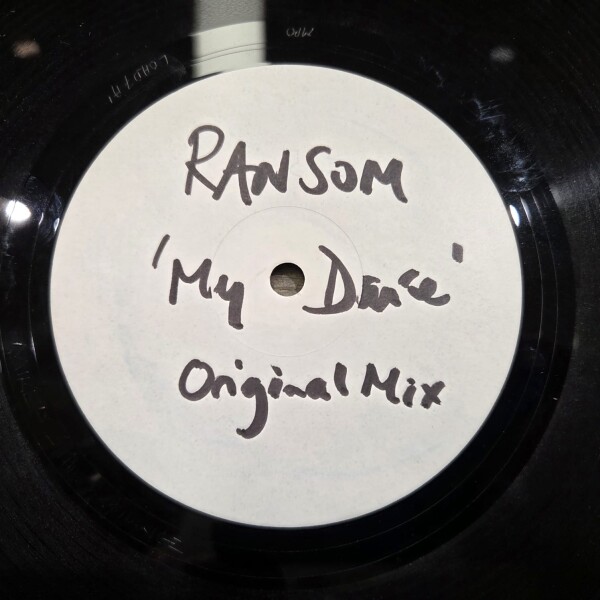 RANSOM
'My Dance'
Original Mix